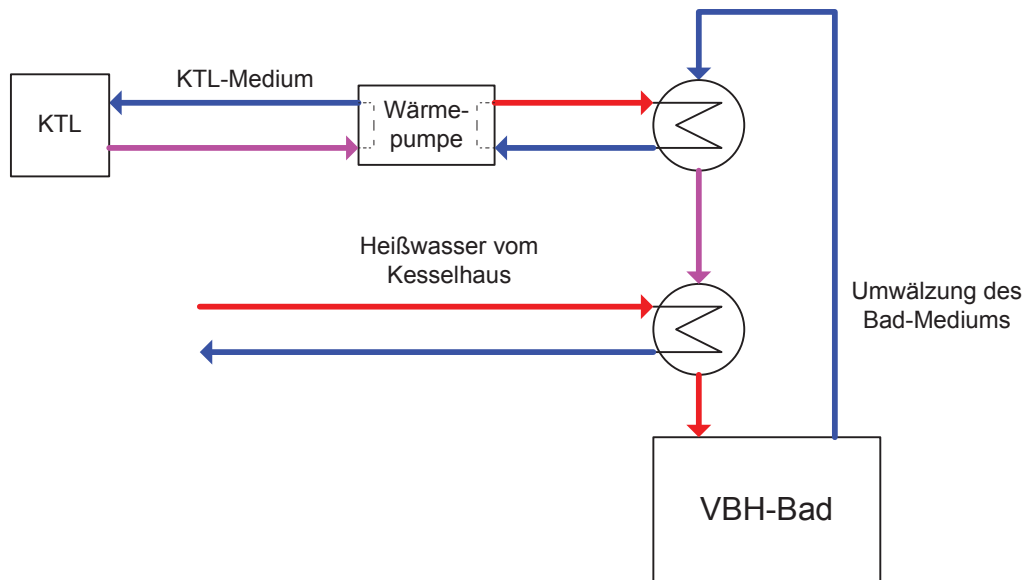 KTL-Medium
KTL
Wärme-
pumpe
Heißwasser vom
Kesselhaus
Umwälzung des
Bad-Mediums
VBH-Bad